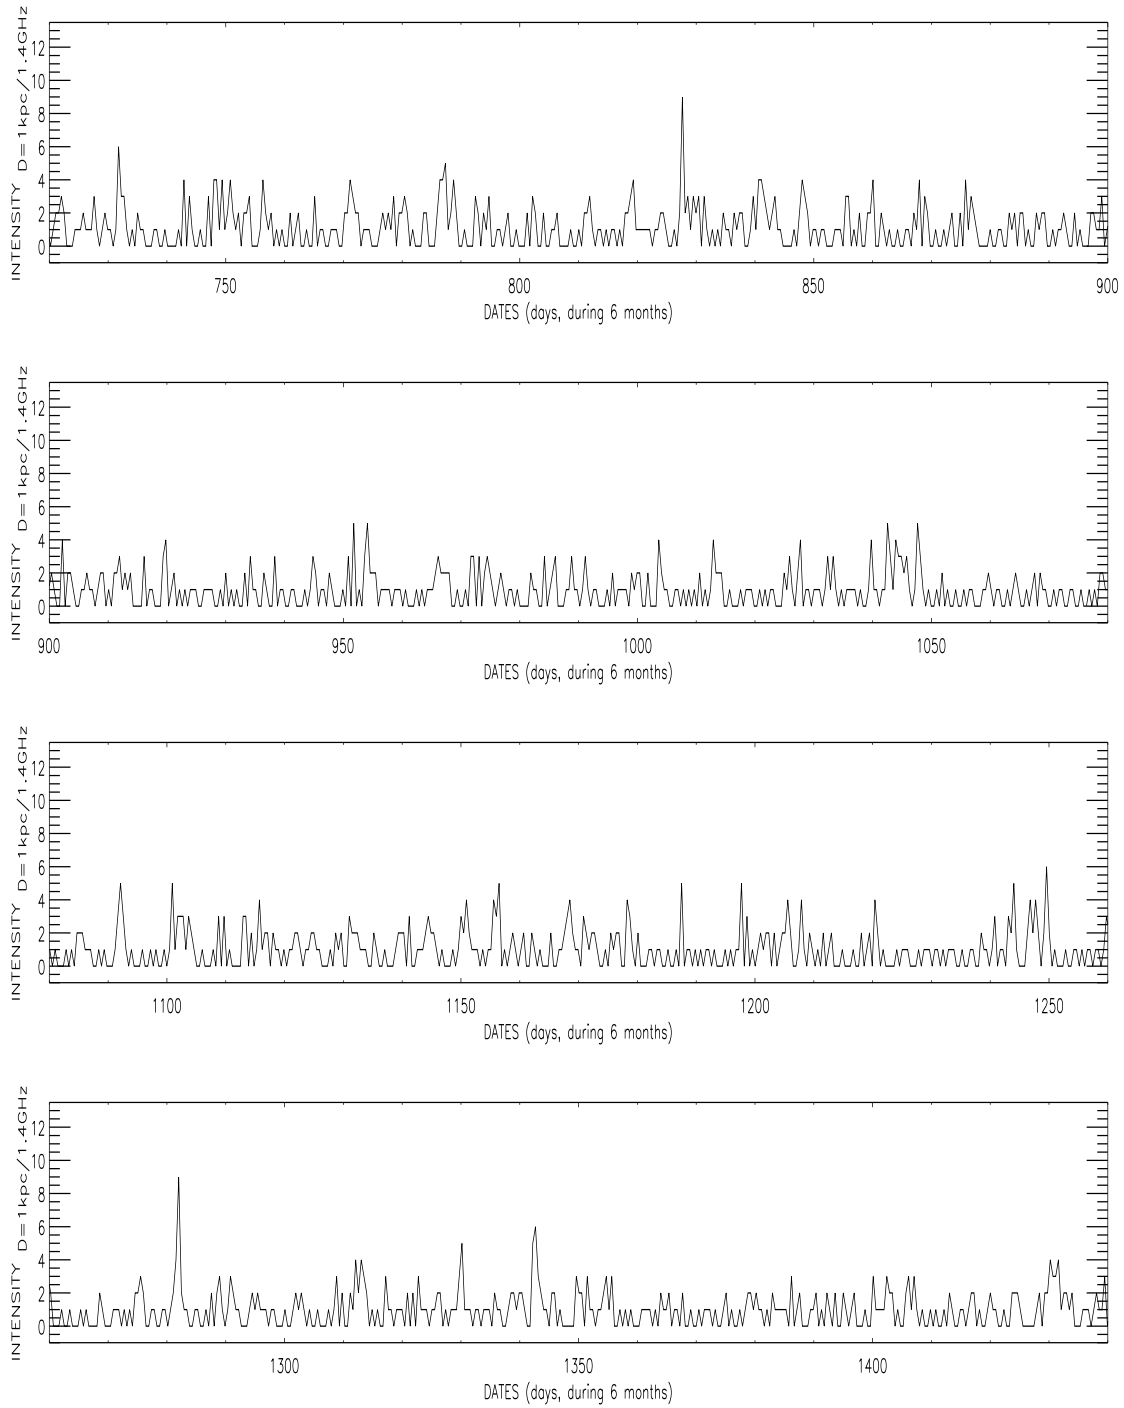 INTENSITY D=1kpc/1.4GHz
12
10
8
6
4
2
0
750 800 850 900
DATES (days, during 6 months)
INTENSITY D=1kpc/1.4GHz
12
10
8
6
4
2
0
900 950 1000 1050
DATES (days, during 6 months)
INTENSITY D=1kpc/1.4GHz
12
10
8
6
4
2
0
1100 1150 1200 1250
DATES (days, during 6 months)
INTENSITY D=1kpc/1.4GHz
12
10
8
6
4
2
0
1300 1350 1400
DATES (days, during 6 months)